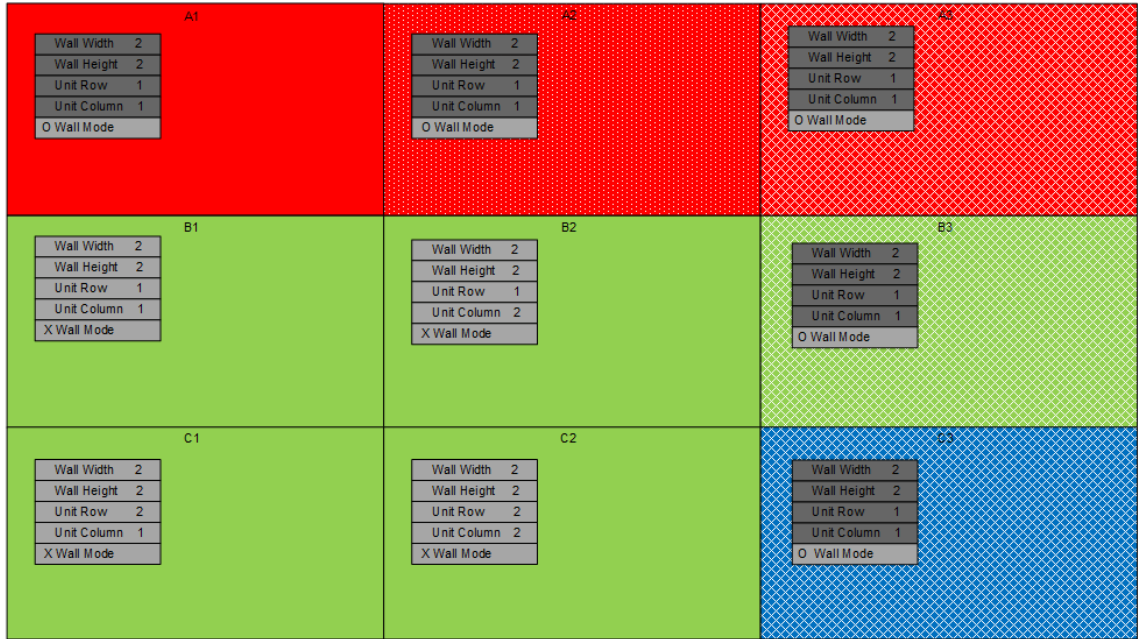 A1
Wall Width 2
Wall Height 2
Unit Row 1
Unit Column 1
O Wall Mode
A2
Wall Width 2
Wall Height 2
Unit Row 1
Unit Column 1
O Wall Mode
A3
Wall Width 2
Wall Height 2
Unit Row 1
Unit Column 1
O Wall Mode
B1
Wall Width 2
Wall Height 2
Unit Row 1
Unit Column 1
X Wall Mode
B2
Wall Width 2
Wall Height 2
Unit Row 1
Unit Column 2
X Wall Mode
B3
Wall Width 2
Wall Height 2
Unit Row 1
Unit Column 1
O Wall Mode
C1
Wall Width 2
Wall Height 2
Unit Row 2
Unit Column 1
X Wall Mode
C2
Wall Width 2
Wall Height 2
Unit Row 2
Unit Column 2
X Wall Mode
C3
Wall Width 2
Wall Height 2
Unit Row 1
Unit Column 1
O Wall Mode